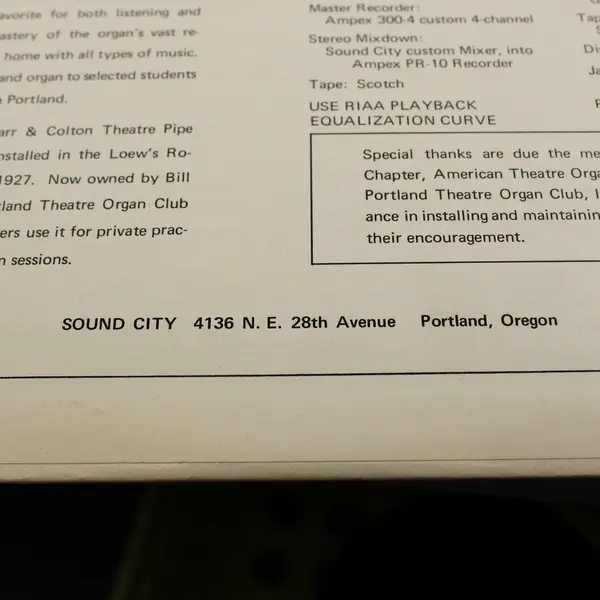 avorite for both listening and
astery of the organ's vast re-
home with all types of music.
and organ to selected students
Portland.
arr & Colton Theatre Pipe
nstalled in the Loew's Ro-
1927. Now owned by Bill
tland Theatre Organ Club
ers use it for private prac-
n sessions.
Master Recorder:
Ampex 300-4 custom 4-channel
Stereo Mixdown:
Sound City custom Mixer, into
Ampex PR-10 Recorder
Tape: Scotch
USE RIAA PLAYBACK
EQUALIZATION CURVE
Tap
Di
Ja
Special thanks are due the me
Chapter, American Theatre Orga
Portland Theatre Organ Club, I
ance in installing and maintainin
their encouragement.
SOUND CITY 4136 N. E. 28th Avenue Portland, Oregon